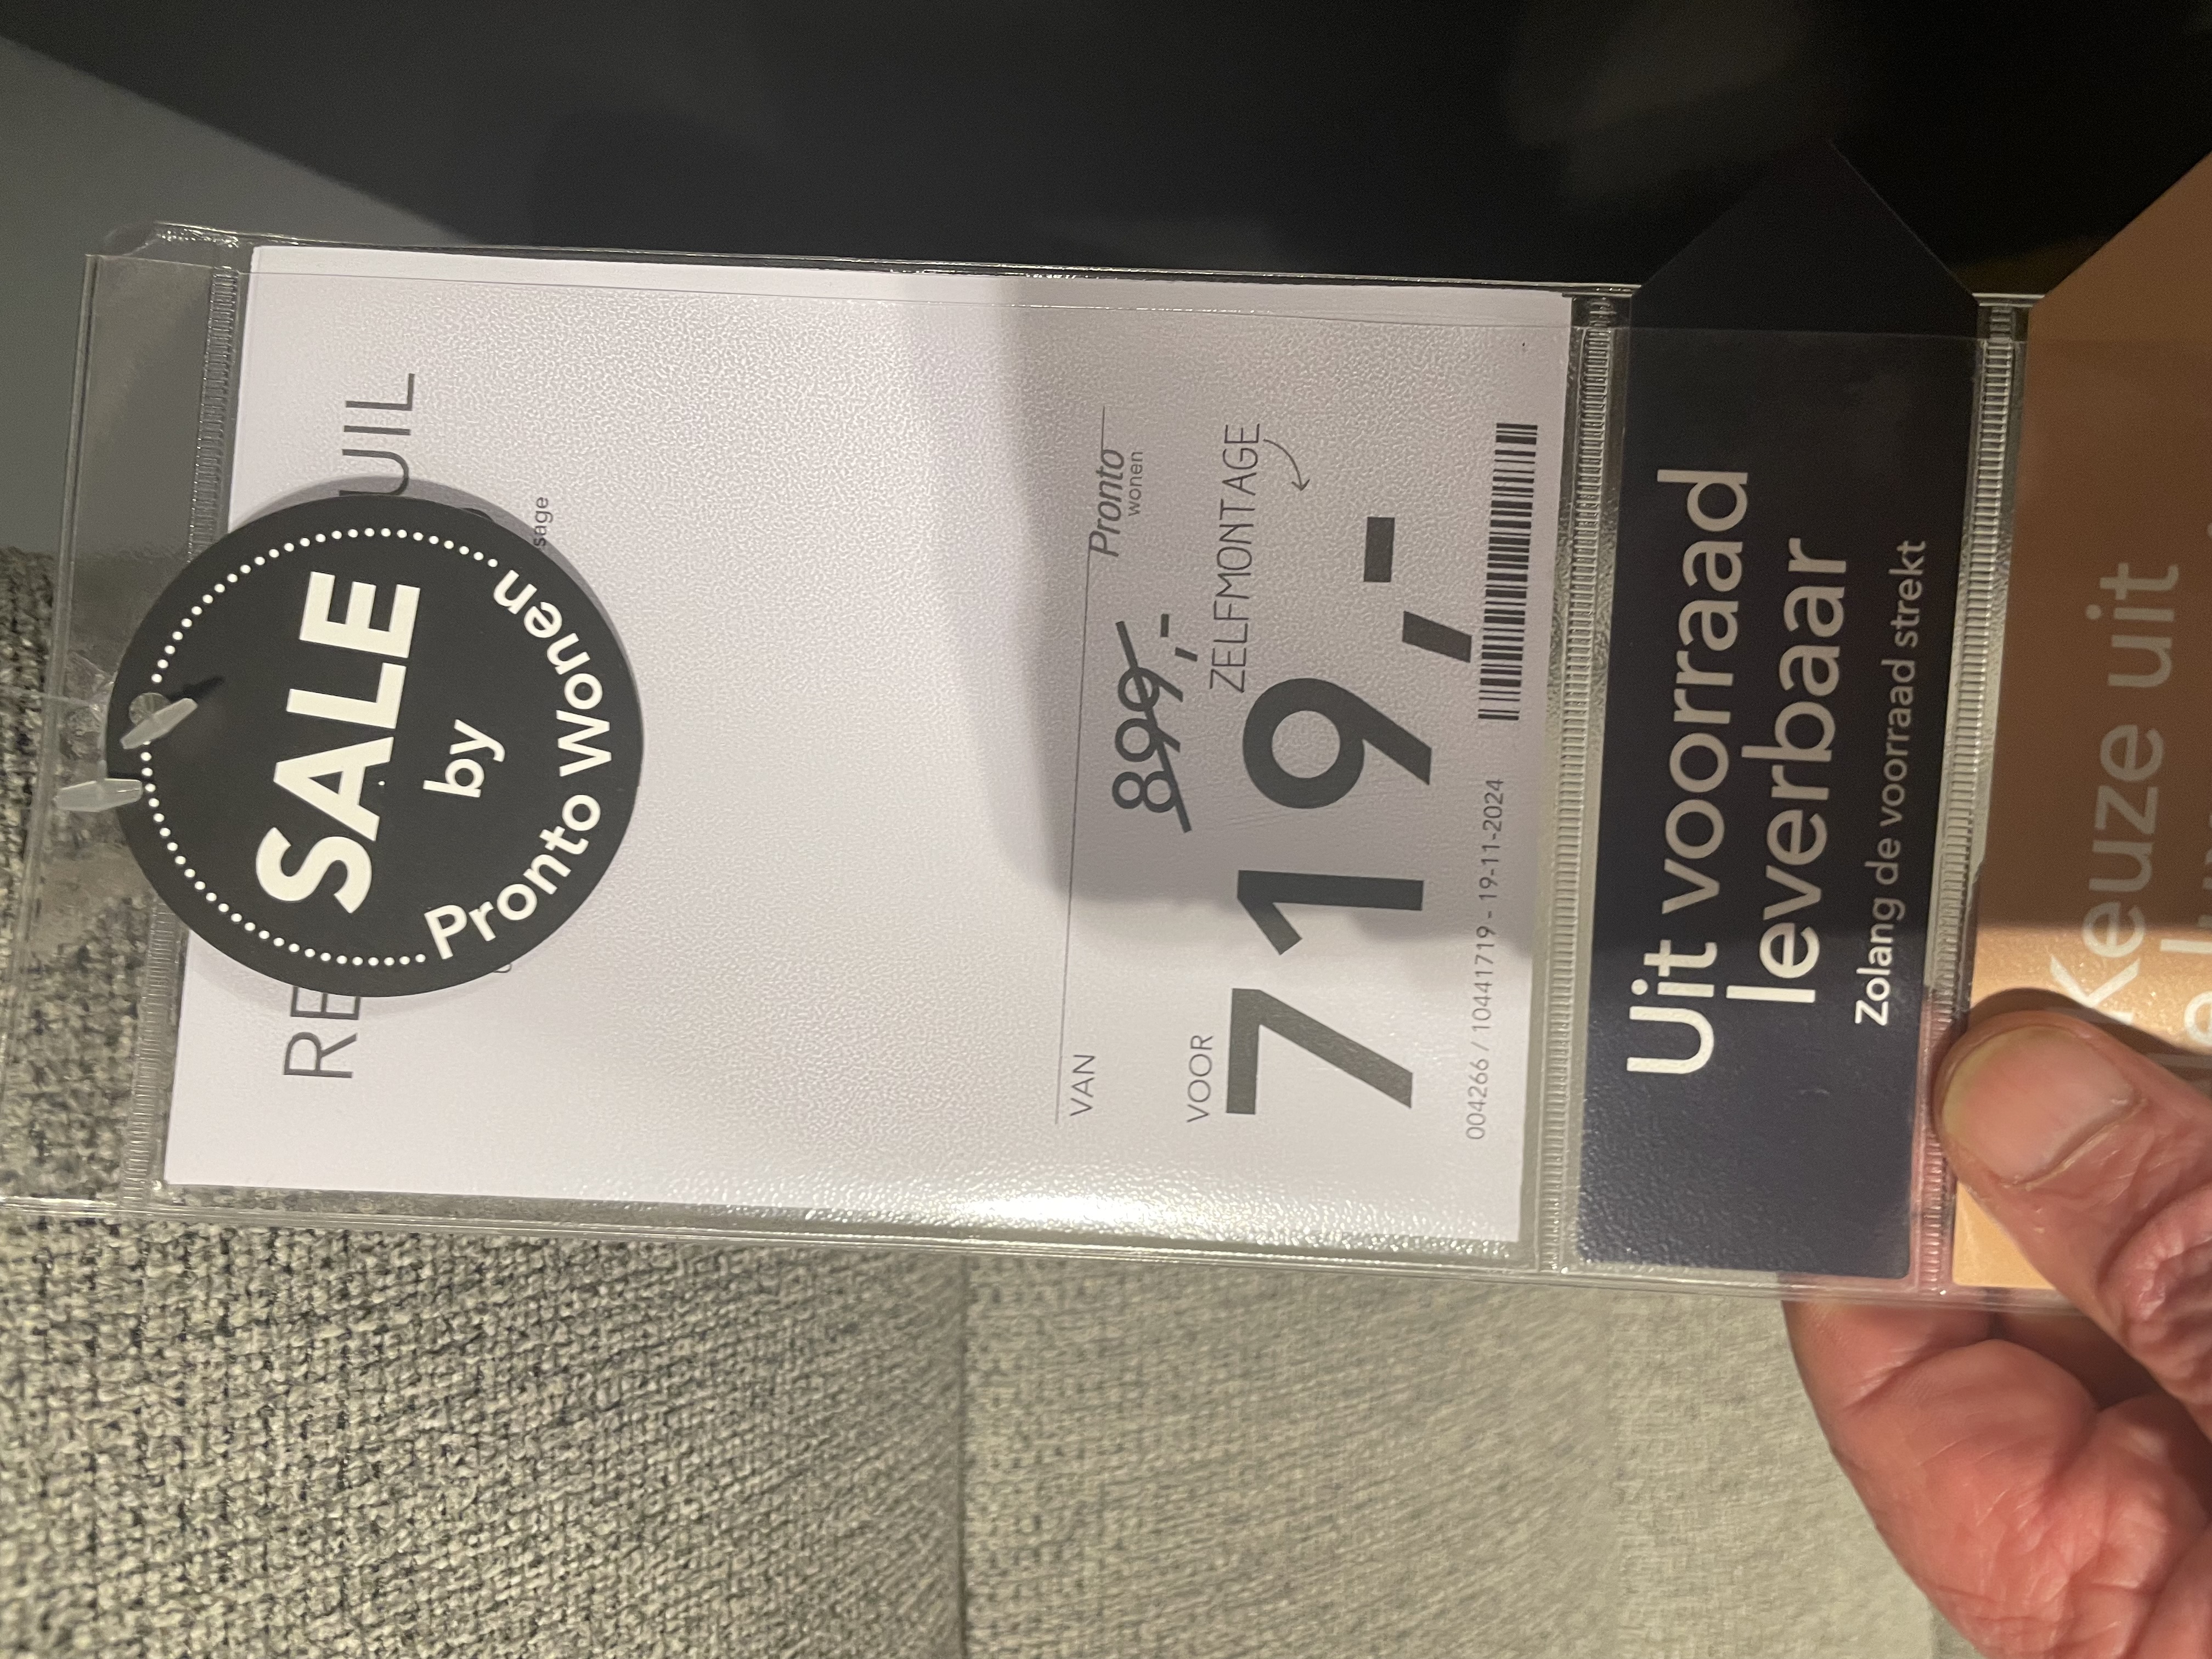 SALE
by
Pronto Wonen
RE
UIL
sage
Pronto
wonen
VAN
899,-
VOOR
ZELFMONTAGE
719,-
004266 / 10441719 - 19-11-2024
Uit voorraad
leverbaar
Zolang de voorraad strekt
Keuze uit